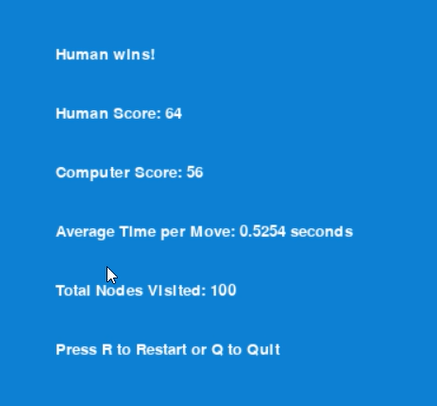 Human wins!
Human Score: 64
Computer Score: 56
Average Time per Move: 0.5254 seconds
Total Nodes Visited: 100
Press R to Restart or Q to Quit